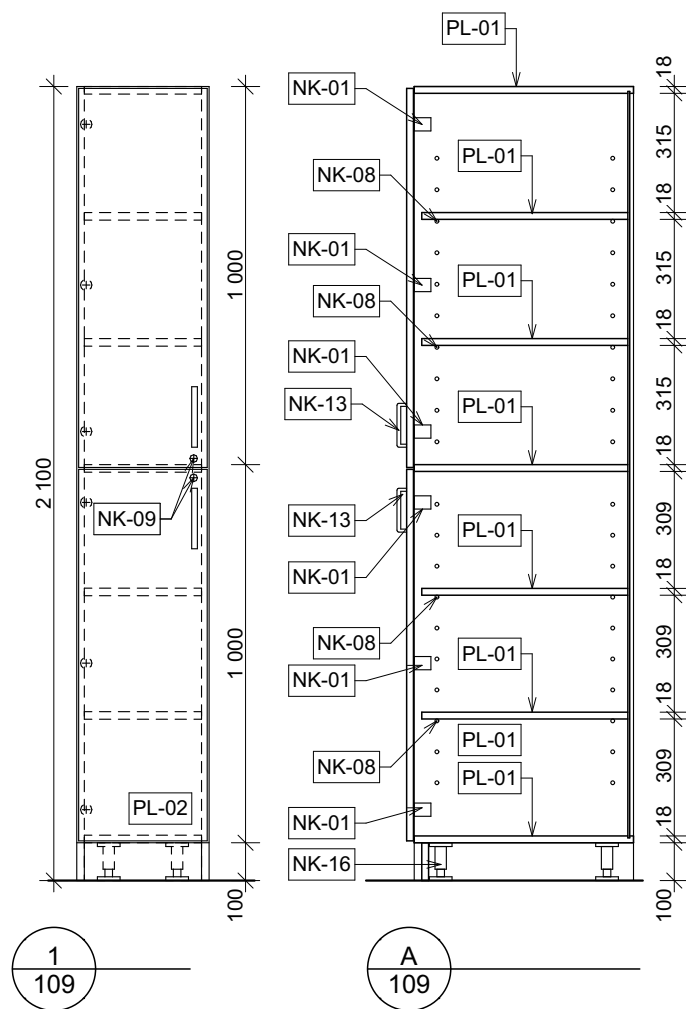 PL-01
18
NK-01
315
PL-01
NK-08
18
NK-01
315
PL-01
1 000
NK-08
18
NK-01
315
NK-13
PL-01
18
2 100
NK-09
NK-13
309
PL-01
NK-01
18
NK-08
309
PL-01
1 000
NK-01
18
PL-01
NK-08
309
PL-01
PL-02
NK-01
18
NK-16
100
100
1
109
A
109